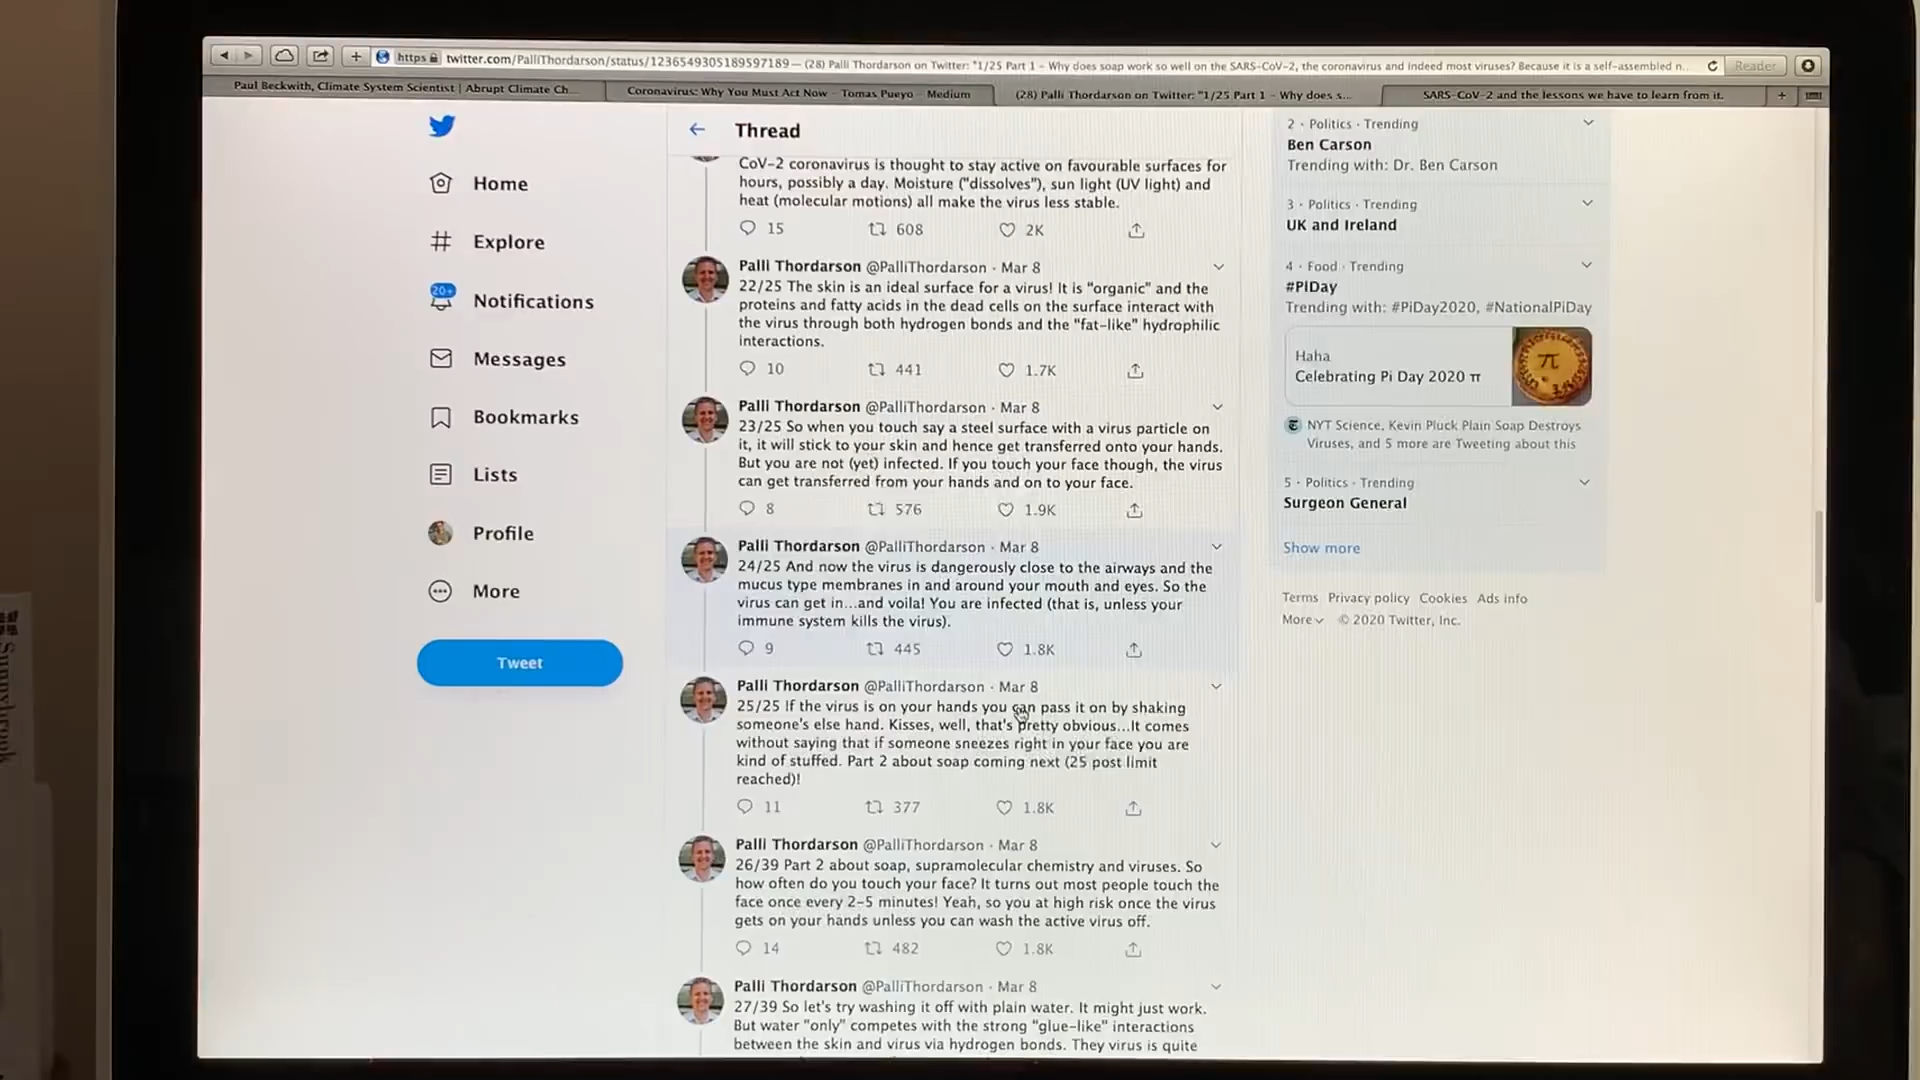 https twitter.com/PalliThordarson/status/1236549305189597189 — (28) Palli Thordarson on Twitter: "1/25 Part 1 – Why does soap work so well on the SARS-CoV-2, the coronavirus and indeed most viruses? Because it is a self-assembled n...
Reader
Paul Beckwith, Climate System Scientist | Abrupt Climate Ch...
Coronavirus: Why You Must Act Now – Tomas Pueyo – Medium
(28) Palli Thordarson on Twitter: "1/25 Part 1 – Why does s...
SARS-CoV-2 and the lessons we have to learn from it.
Home
Explore
20+
Notifications
Messages
Bookmarks
Lists
Profile
More
Tweet
Thread
CoV-2 coronavirus is thought to stay active on favourable surfaces for
hours, possibly a day. Moisture ("dissolves"), sun light (UV light) and
heat (molecular motions) all make the virus less stable.
15 608 2K
Palli Thordarson @PalliThordarson · Mar 8
22/25 The skin is an ideal surface for a virus! It is "organic" and the
proteins and fatty acids in the dead cells on the surface interact with
the virus through both hydrogen bonds and the "fat-like" hydrophilic
interactions.
10 441 1.7K
Palli Thordarson @PalliThordarson · Mar 8
23/25 So when you touch say a steel surface with a virus particle on
it, it will stick to your skin and hence get transferred onto your hands.
But you are not (yet) infected. If you touch your face though, the virus
can get transferred from your hands and on to your face.
8 576 1.9K
Palli Thordarson @PalliThordarson · Mar 8
24/25 And now the virus is dangerously close to the airways and the
mucus type membranes in and around your mouth and eyes. So the
virus can get in...and voila! You are infected (that is, unless your
immune system kills the virus).
9 445 1.8K
Palli Thordarson @PalliThordarson · Mar 8
25/25 If the virus is on your hands you can pass it on by shaking
someone's else hand. Kisses, well, that's pretty obvious...It comes
without saying that if someone sneezes right in your face you are
kind of stuffed. Part 2 about soap coming next (25 post limit
reached)!
11 377 1.8K
Palli Thordarson @PalliThordarson · Mar 8
26/39 Part 2 about soap, supramolecular chemistry and viruses. So
how often do you touch your face? It turns out most people touch the
face once every 2-5 minutes! Yeah, so you at high risk once the virus
gets on your hands unless you can wash the active virus off.
14 482 1.8K
Palli Thordarson @PalliThordarson · Mar 8
27/39 So let's try washing it off with plain water. It might just work.
But water "only" competes with the strong "glue-like" interactions
between the skin and virus via hydrogen bonds. They virus is quite
2 · Politics · Trending
Ben Carson
Trending with: Dr. Ben Carson
3 · Politics · Trending
UK and Ireland
4 · Food · Trending
#PiDay
Trending with: #PiDay2020, #NationalPiDay
Haha
Celebrating Pi Day 2020 π
π
NYT Science, Kevin Pluck Plain Soap Destroys
Viruses, and 5 more are Tweeting about this
5 · Politics · Trending
Surgeon General
Show more
Terms Privacy policy Cookies Ads info
More © 2020 Twitter, Inc.
Sunnybrook